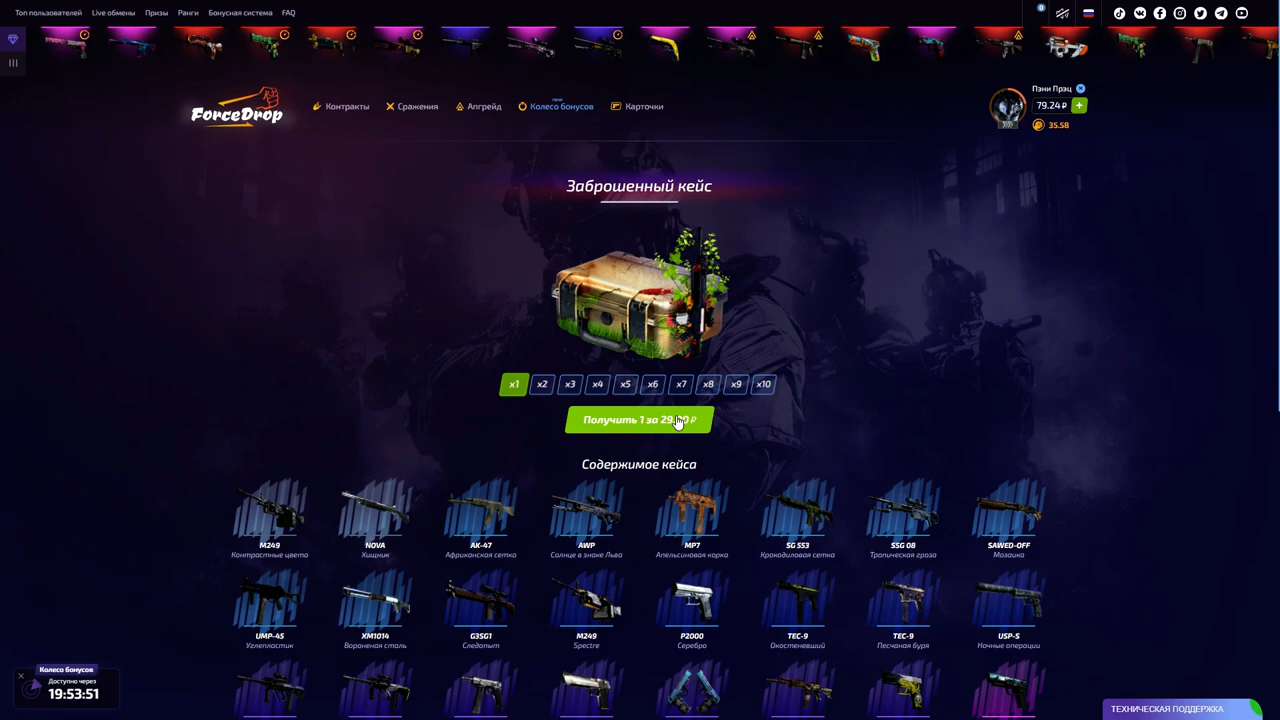 Топ пользователей Live обмены Призы Ранги Бонусная система FAQ
0
ForceDrop
Контракты Сражения Апгрейд new Колесо бонусов Карточки
Пэни Прэц
79.24 ₽ +
35.58
Заброшенный кейс
x1 x2 x3 x4 x5 x6 x7 x8 x9 x10
Получить 1 за ₽
Содержимое кейса
M249 NOVA AK-47 AWP MP7 SG 553 SSG 08 SAWED-OFF
Контрастные цвета Хищник Африканская сетка Солнце в знаке Льва Апельсиновая корка Крокодиловая сетка Тропическая гроза Мозаика
UMP-45 XM1014 G3SG1 M249 P2000 TEC-9 TEC-9 USP-S
Углепластик Вороненая сталь Следопыт Spectre Серебро Окостеневший Песчаная буря Ночные операции
Колесо бонусов
Доступно через
19:53:51
ТЕХНИЧЕСКАЯ ПОДДЕРЖКА